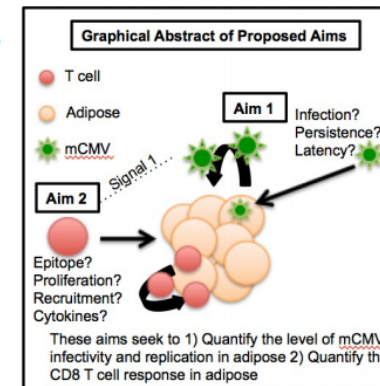 Graphical Abstract of Proposed Aims
T cell
Adipose
mCMV
Aim 1
Infection?
Persistence?
Latency?
Signal 1
Aim 2
Epitope?
Proliferation?
Recruitment?
Cytokines?
These aims seek to 1) Quantify the level of mCMV
infectivity and replication in adipose 2) Quantify th
CD8 T cell response in adipose